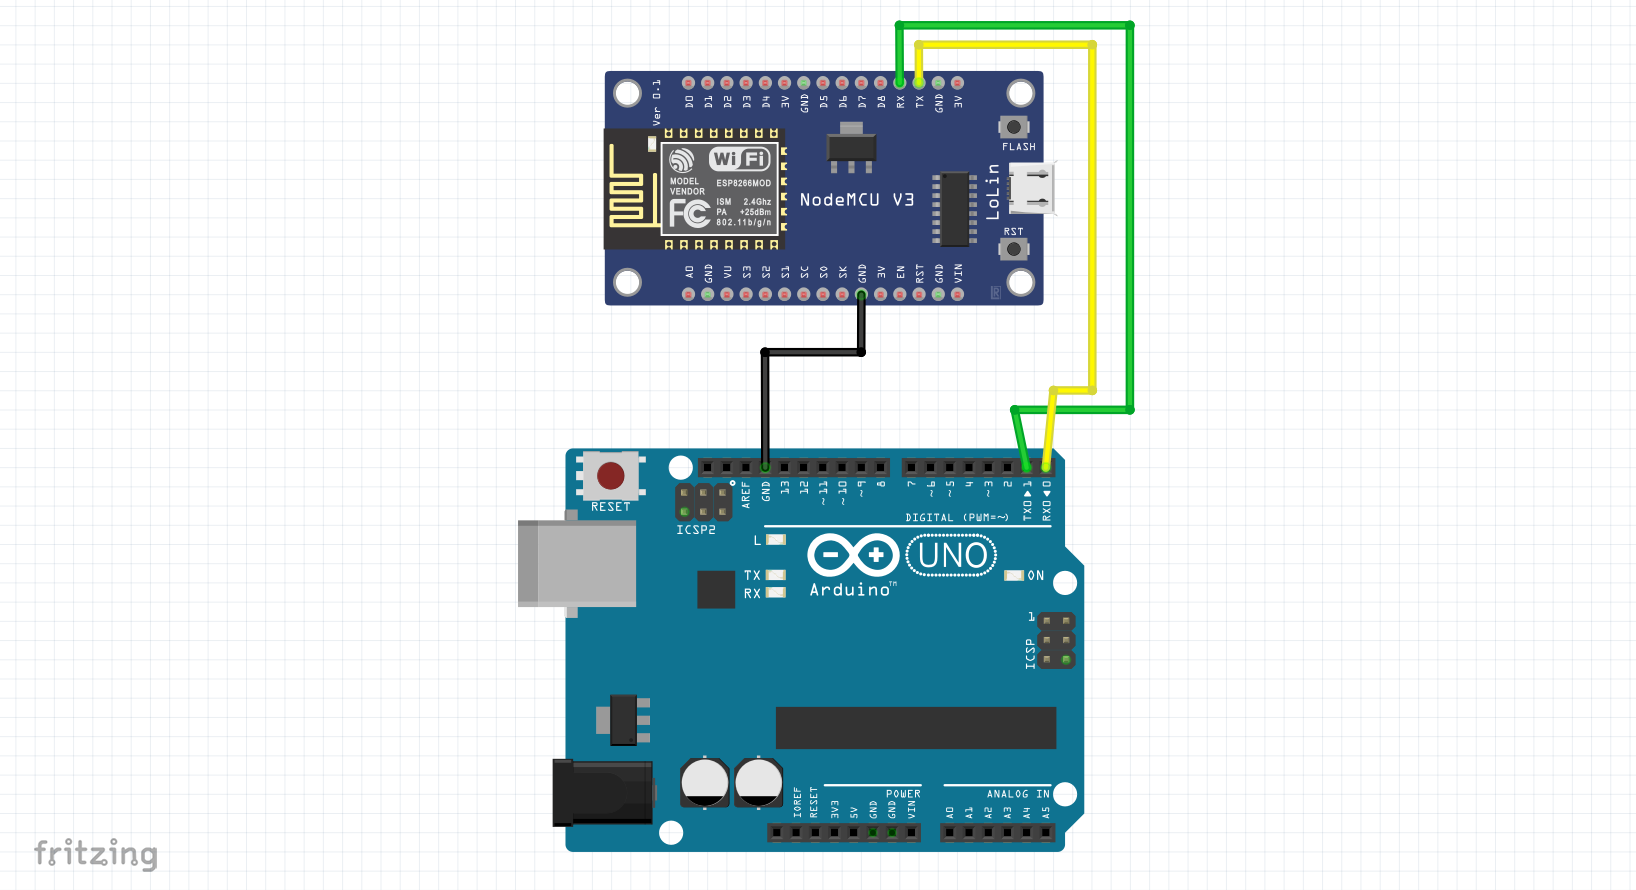 Ver 0.1
D0 D1 D2 D3 D4 3V GND D5 D6 D7 D8 RX TX GND 3V
FLASH
WiFi
MODEL
VENDOR
ESP8266MOD
FC
ISM 2.4Ghz
PA +25dBm
802.11b/g/n
NodeMCU V3
LoLin
RST
A0 GND VU S3 S2 S1 SC S0 SK GND 3V EN RST GND VIN
RESET
AREF GND 13 12 ~11 ~10 ~9 8 7 ~6 ~5 4 ~3 2 TX0▶1 RX0◀0
ICSP2
DIGITAL (PWM=~)
L
TX
RX
UNO
Arduino™
ON
1
ICSP
POWER
ANALOG IN
IOREF RESET 3V3 5V GND GND VIN A0 A1 A2 A3 A4 A5
fritzing